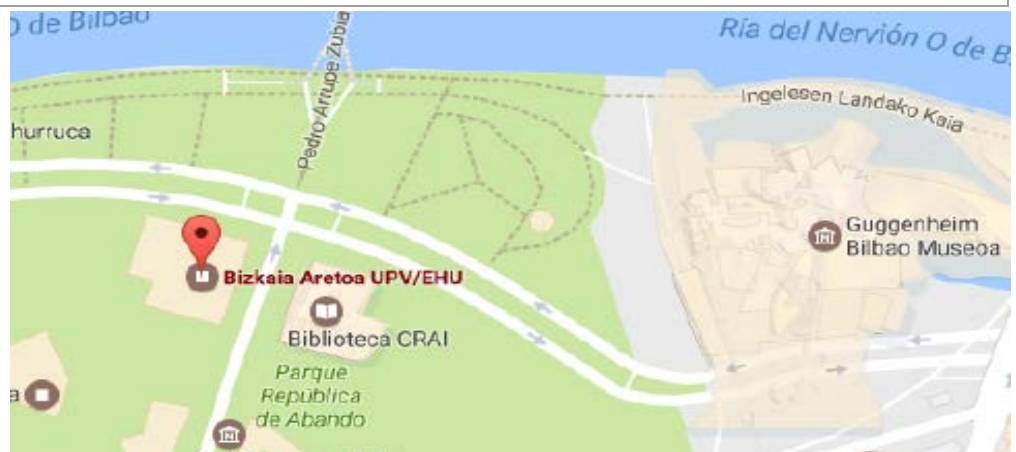 O de Bilbao
Ría del Nervión O de B
Pedro Arrupe Zubia
Ingelesen Landako Kaia
hurruca
Guggenheim
Bilbao Museoa
Bizkaia Aretoa UPV/EHU
Biblioteca CRAI
Parque
República
de Abando
a